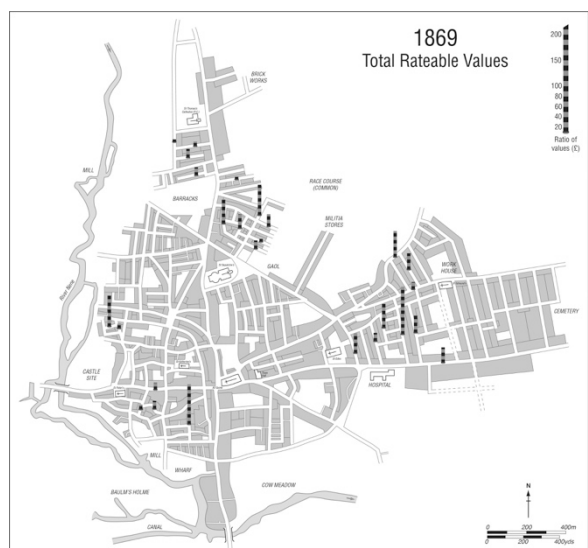 1869
Total Rateable Values
200
150
100
80
60
40
20
Ratio of
values (£)
BRICK
WORKS
MILL
BARRACKS
RACE COURSE
(COMMON)
MILITIA
STORES
GAOL
WORK
HOUSE
CEMETERY
CASTLE
SITE
HOSPITAL
MILL
WHARF
BAULM'S HOLME
COW MEADOW
CANAL
N
0 200 400m
0 200 400yds